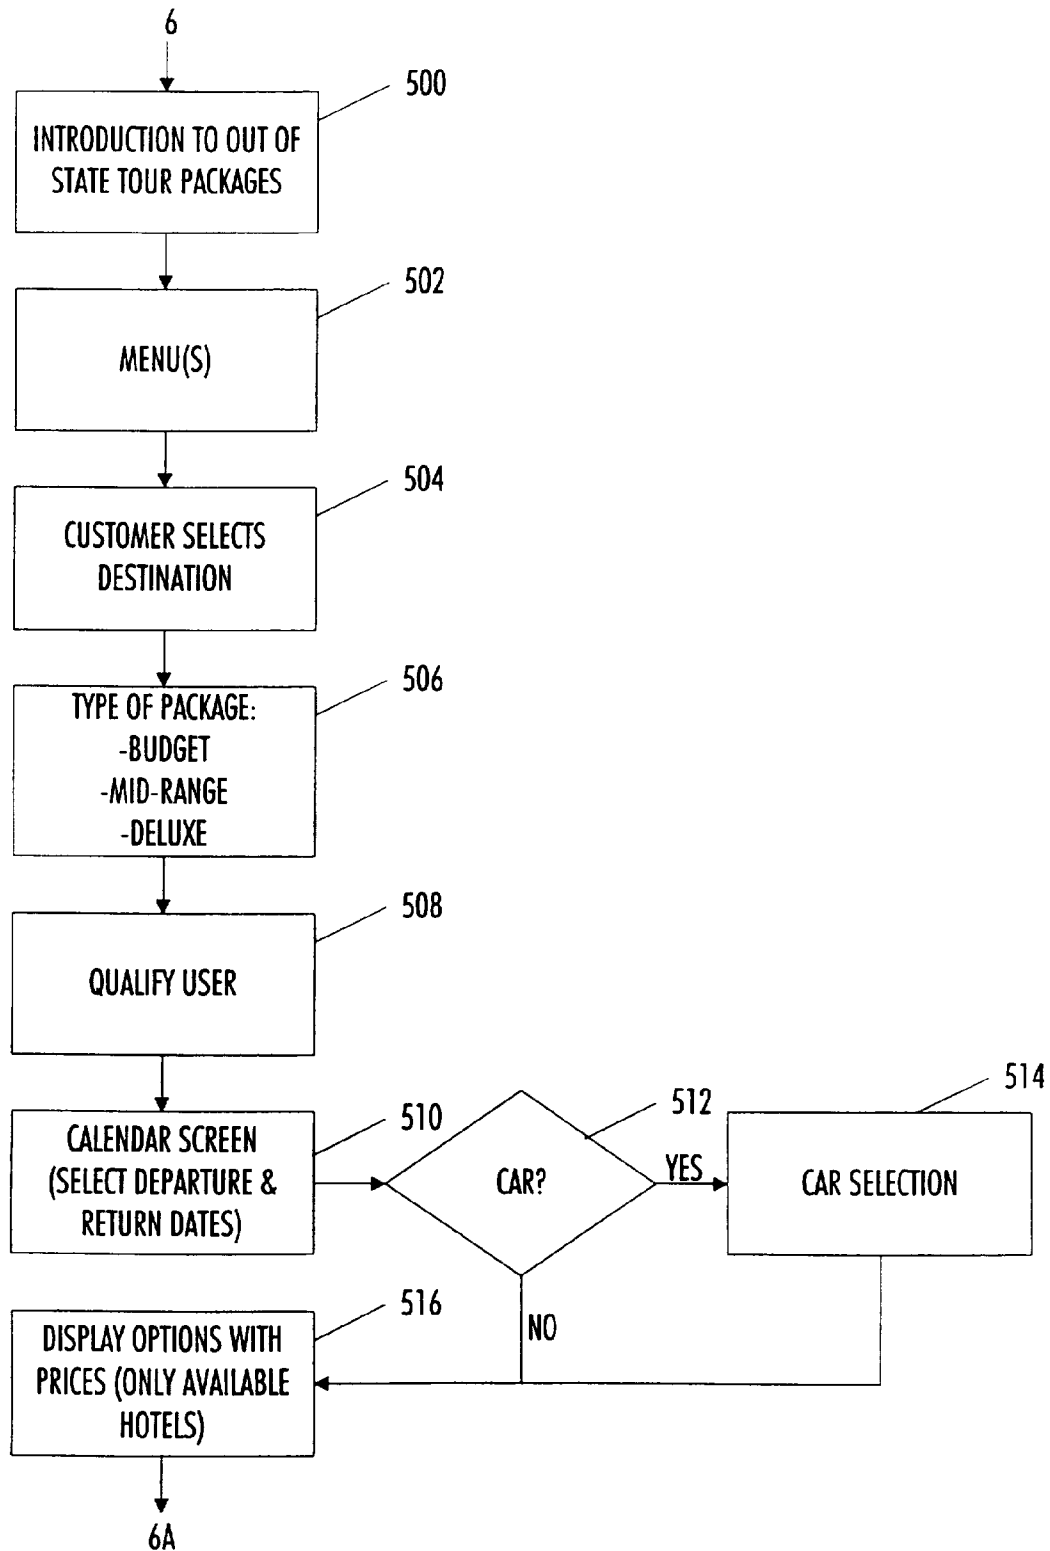 6
500
INTRODUCTION TO OUT OF
STATE TOUR PACKAGES
502
MENU(S)
504
CUSTOMER SELECTS
DESTINATION
506
TYPE OF PACKAGE:
-BUDGET
-MID-RANGE
-DELUXE
508
QUALIFY USER
510
CALENDAR SCREEN
(SELECT DEPARTURE &
RETURN DATES)
512
CAR?
YES
514
CAR SELECTION
NO
516
DISPLAY OPTIONS WITH
PRICES (ONLY AVAILABLE
HOTELS)
6A